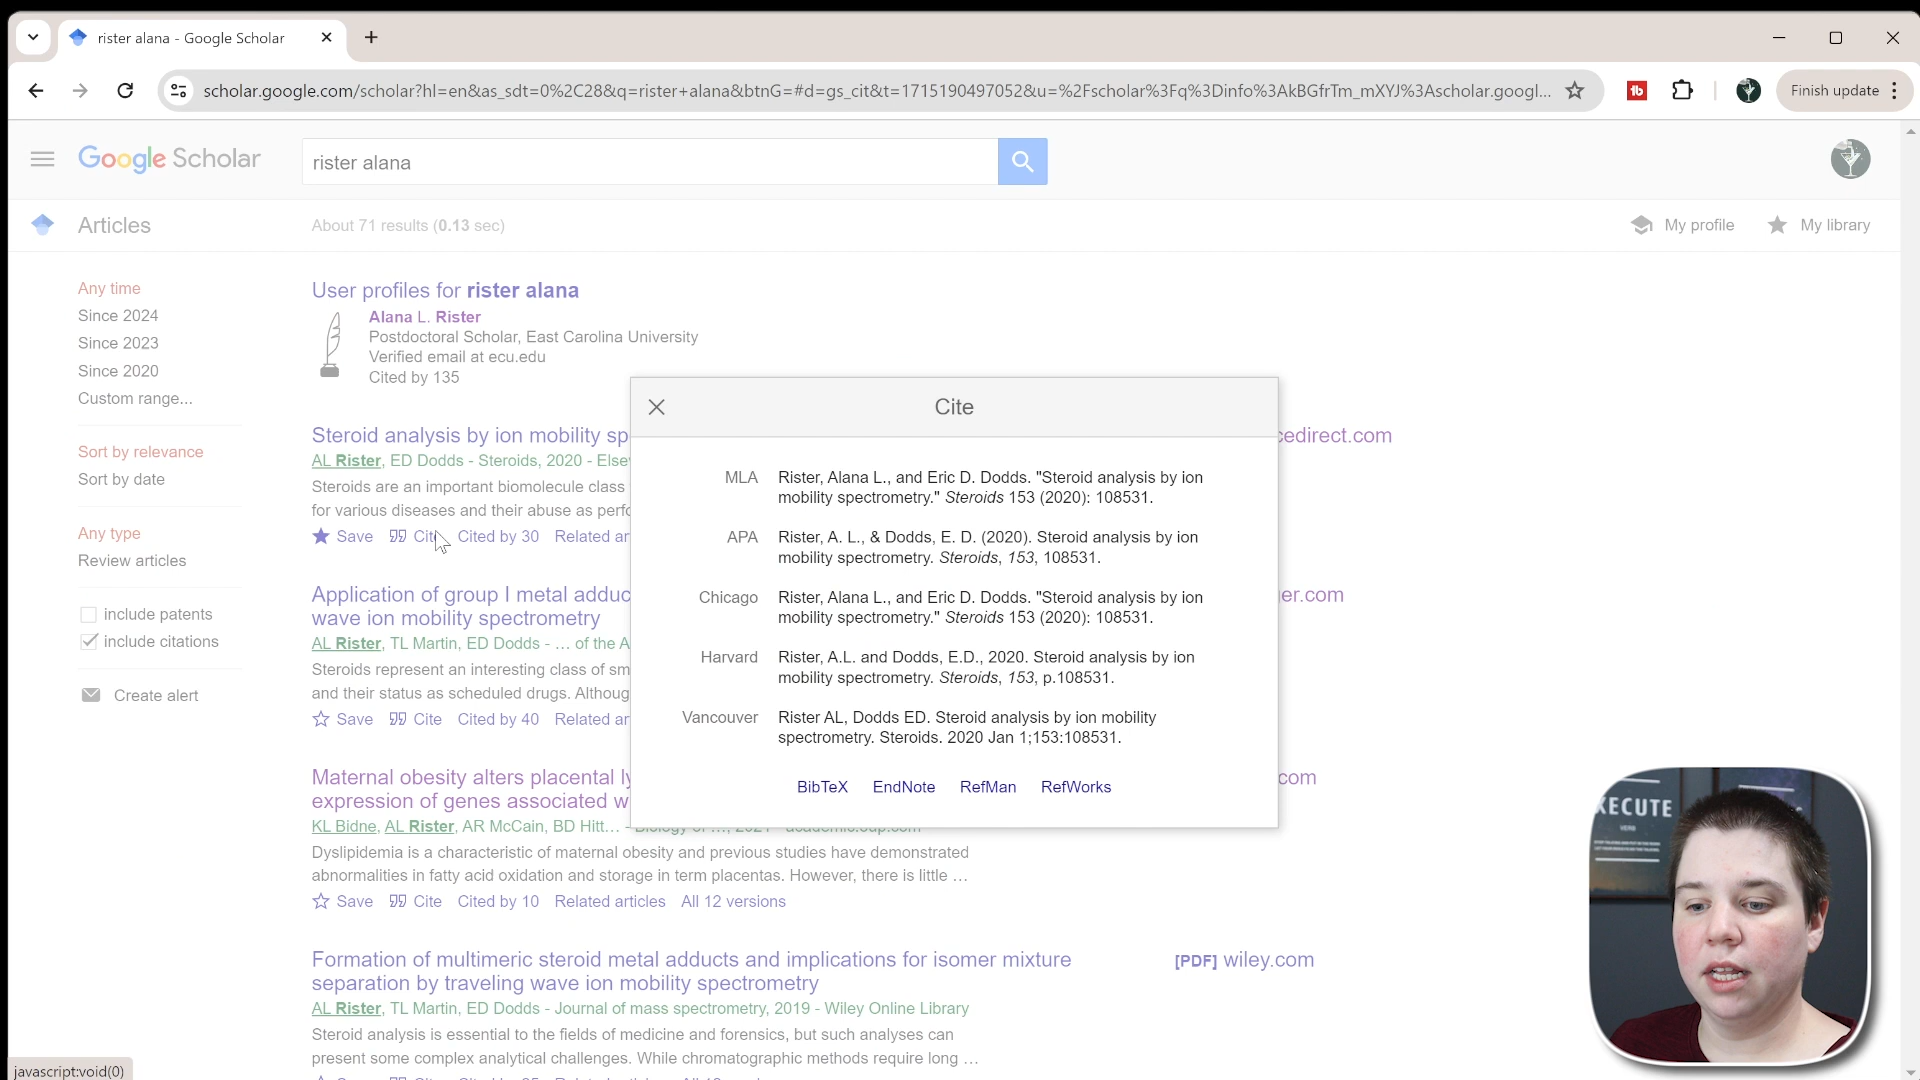 rister alana - Google Scholar
scholar.google.com/scholar?hl=en&as_sdt=0%2C28&q=rister+alana&btnG=#d=gs_cit&t=1715190497052&u=%2Fscholar%3Fq%3Dinfo%3AkBGfrTm_mXYJ%3Ascholar.googl...
Finish update
Google Scholar
rister alana
Articles
About 71 results (0.13 sec)
My profile
My library
Any time
Since 2024
Since 2023
Since 2020
Custom range...
Sort by relevance
Sort by date
Any type
Review articles
include patents
include citations
Create alert
User profiles for rister alana
Alana L. Rister
Postdoctoral Scholar, East Carolina University
Verified email at ecu.edu
Cited by 135
Steroid analysis by ion mobility sp
cedirect.com
AL Rister, ED Dodds - Steroids, 2020 - Elsev
Steroids are an important biomolecule class
for various diseases and their abuse as perfo
Save Cite Cited by 30 Related ar
Application of group I metal adduc
er.com
wave ion mobility spectrometry
AL Rister, TL Martin, ED Dodds - … of the A
Steroids represent an interesting class of sm
and their status as scheduled drugs. Althoug
Save Cite Cited by 40 Related ar
Maternal obesity alters placental ly
com
expression of genes associated w
KL Bidne, AL Rister, AR McCain, BD Hitt… -
Dyslipidemia is a characteristic of maternal obesity and previous studies have demonstrated
abnormalities in fatty acid oxidation and storage in term placentas. However, there is little …
Save Cite Cited by 10 Related articles All 12 versions
Formation of multimeric steroid metal adducts and implications for isomer mixture
[PDF] wiley.com
separation by traveling wave ion mobility spectrometry
AL Rister, TL Martin, ED Dodds - Journal of mass spectrometry, 2019 - Wiley Online Library
Steroid analysis is essential to the fields of medicine and forensics, but such analyses can
present some complex analytical challenges. While chromatographic methods require long …
Cite
MLA
Rister, Alana L., and Eric D. Dodds. "Steroid analysis by ion
mobility spectrometry." Steroids 153 (2020): 108531.
APA
Rister, A. L., & Dodds, E. D. (2020). Steroid analysis by ion
mobility spectrometry. Steroids, 153, 108531.
Chicago
Rister, Alana L., and Eric D. Dodds. "Steroid analysis by ion
mobility spectrometry." Steroids 153 (2020): 108531.
Harvard
Rister, A.L. and Dodds, E.D., 2020. Steroid analysis by ion
mobility spectrometry. Steroids, 153, p.108531.
Vancouver
Rister AL, Dodds ED. Steroid analysis by ion mobility
spectrometry. Steroids. 2020 Jan 1;153:108531.
BibTeX EndNote RefMan RefWorks
XECUTE
VERB
javascript:void(0)